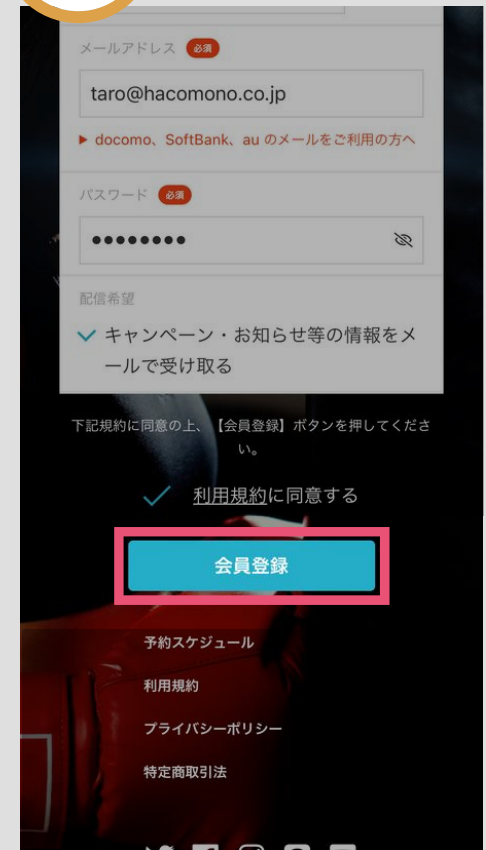 メールアドレス 必須
taro@hacomono.co.jp
▶ docomo、SoftBank、au のメールをご利用の方へ
パスワード 必須
●●●●●●●●
配信希望
キャンペーン・お知らせ等の情報をメ
ールで受け取る
下記規約に同意の上、【会員登録】ボタンを押してくださ
い。
利用規約に同意する
会員登録
予約スケジュール
利用規約
プライバシーポリシー
特定商取引法